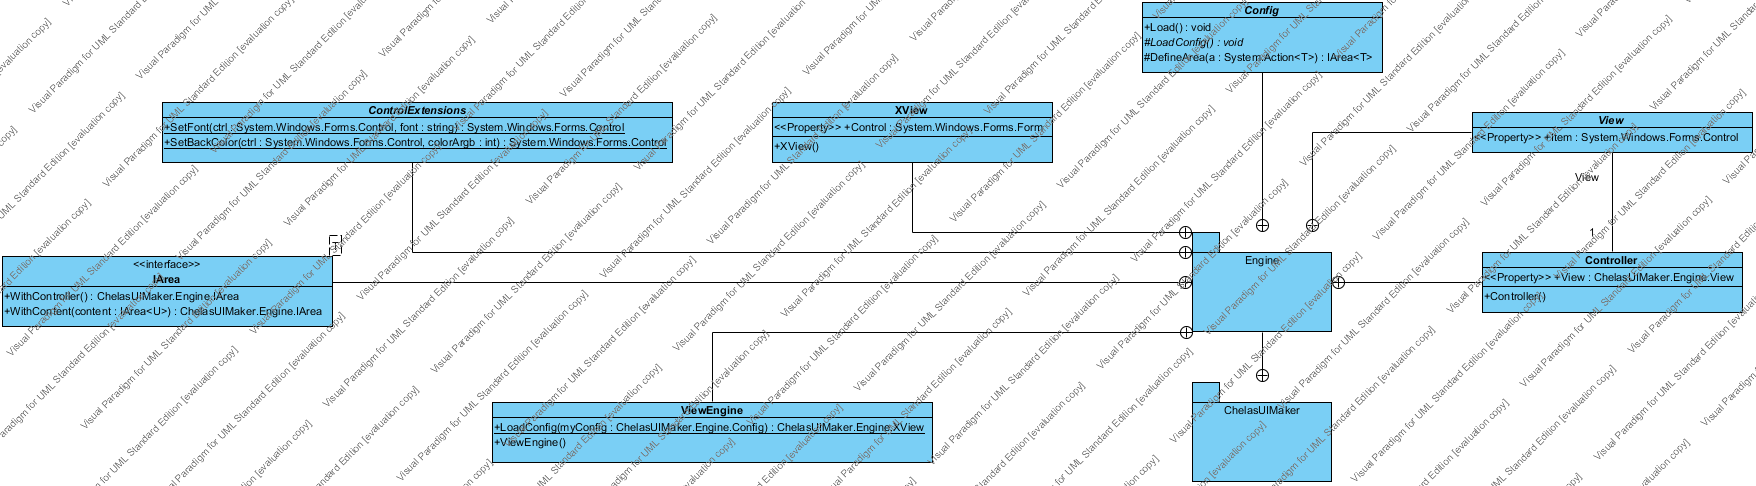 Config
+Load() : void
#LoadConfig() : void
#DefineArea(a : System.Action<T>) : IArea<T>
ControlExtensions
+SetFont(ctrl : System.Windows.Forms.Control, font : string) : System.Windows.Forms.Control
+SetBackColor(ctrl : System.Windows.Forms.Control, colorArgb : int) : System.Windows.Forms.Control
XView
<<Property>> +Control : System.Windows.Forms.Form
+XView()
View
<<Property>> +item : System.Windows.Forms.Control
View
1
T
<<interface>>
IArea
+WithController() : ChelasUIMaker.Engine.IArea
+WithContent(content : IArea<U>) : ChelasUIMaker.Engine.IArea
Engine
Controller
<<Property>> +View : ChelasUIMaker.Engine.View
+Controller()
ViewEngine
+LoadConfig(myConfig : ChelasUIMaker.Engine.Config) : ChelasUIMaker.Engine.XView
+ViewEngine()
ChelasUIMaker
Visual Paradigm for UML Standard Edition [evaluation copy]